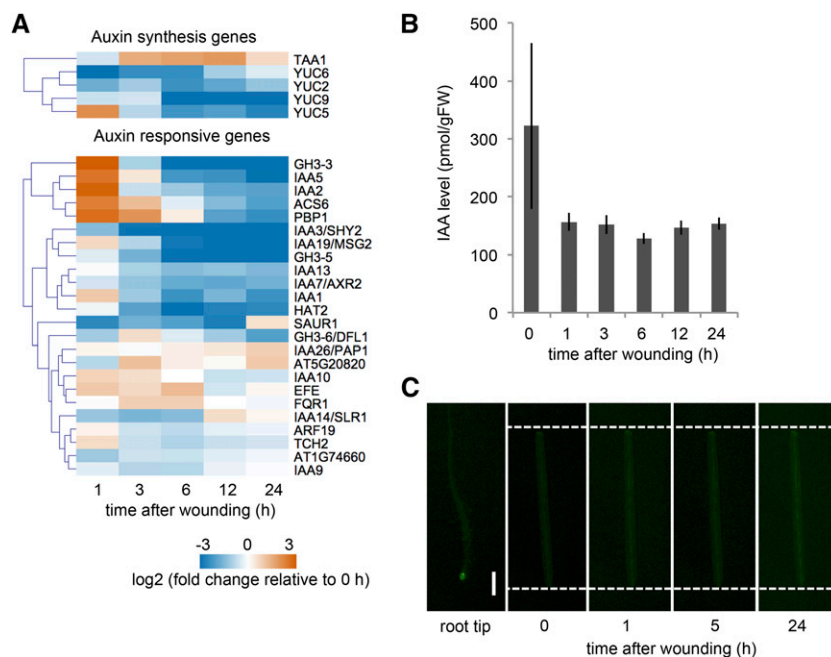 A
Auxin synthesis genes
TAA1
YUC6
YUC2
YUC9
YUC5
Auxin responsive genes
GH3-3
IAA5
IAA2
ACS6
PBP1
IAA3/SHY2
IAA19/MSG2
GH3-5
IAA13
IAA7/AXR2
IAA1
HAT2
SAUR1
GH3-6/DFL1
IAA26/PAP1
AT5G20820
IAA10
EFE
FQR1
IAA14/SLR1
ARF19
TCH2
AT1G74660
IAA9
1 3 6 12 24
time after wounding (h)
-3 0 3
log2 (fold change relative to 0 h)
B
IAA level (pmol/gFW)
500
400
300
200
100
0
0 1 3 6 12 24
time after wounding (h)
C
root tip 0 1 5 24
time after wounding (h)